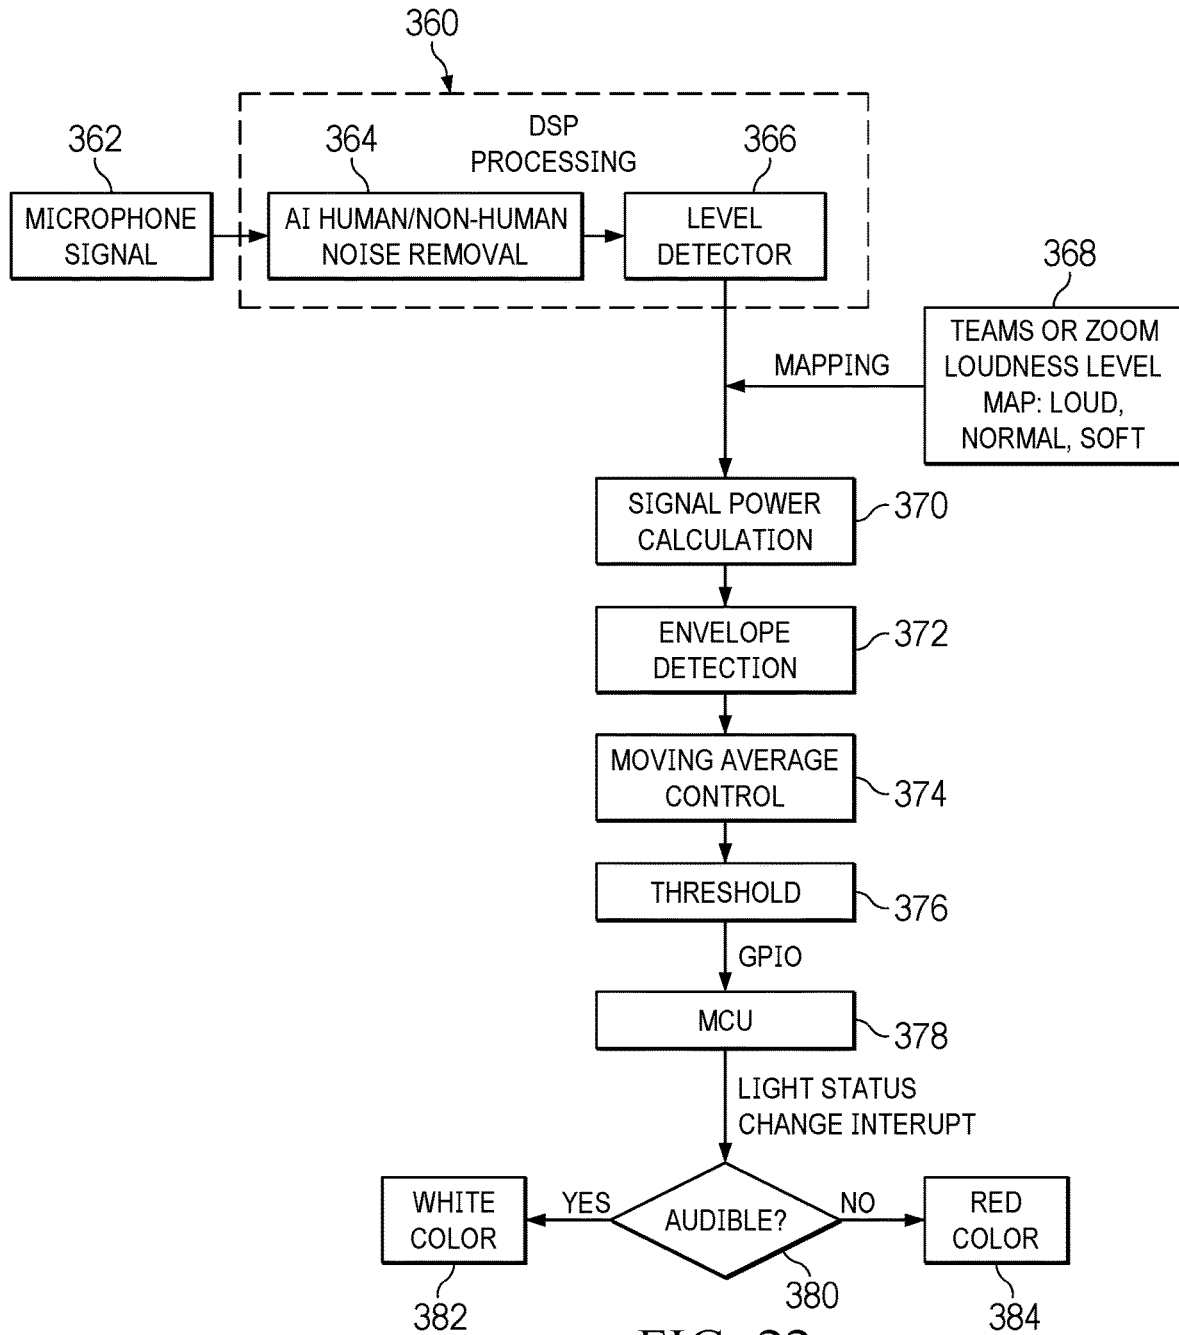 360
362
364
DSP
PROCESSING
366
MICROPHONE
SIGNAL
AI HUMAN/NON-HUMAN
NOISE REMOVAL
LEVEL
DETECTOR
368
TEAMS OR ZOOM
LOUDNESS LEVEL
MAP: LOUD,
NORMAL, SOFT
MAPPING
SIGNAL POWER
CALCULATION
370
ENVELOPE
DETECTION
372
MOVING AVERAGE
CONTROL
374
THRESHOLD
376
GPIO
MCU
378
LIGHT STATUS
CHANGE INTERUPT
WHITE
COLOR
YES
AUDIBLE?
NO
RED
COLOR
382
380
384
FIG. 22